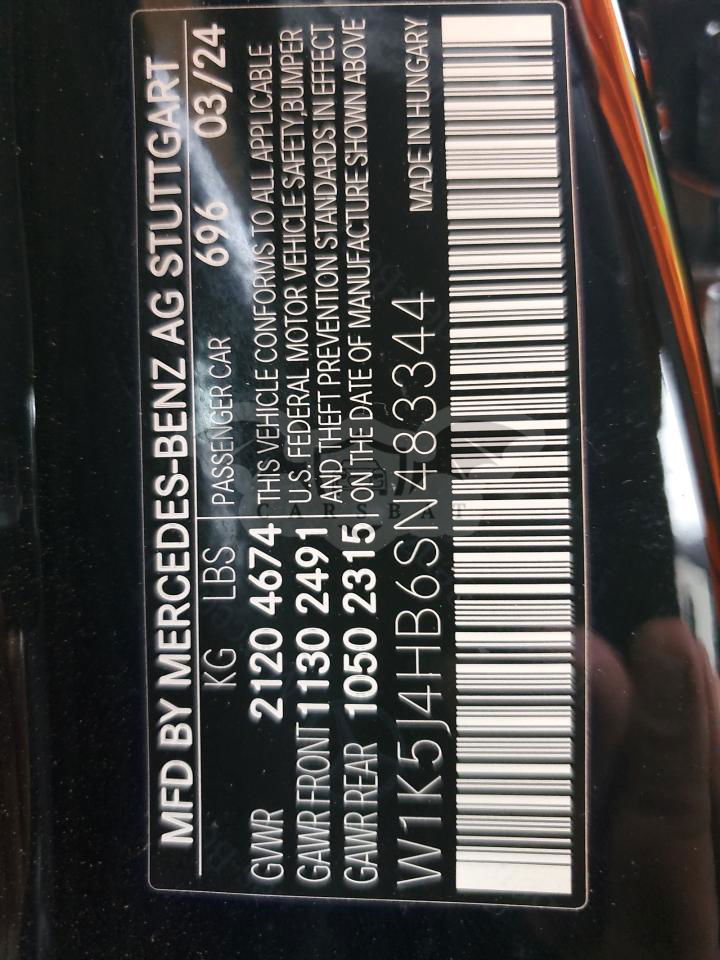 MFD BY MERCEDES-BENZ AG STUTTGART
KG LBS PASSENGER CAR 696 03/24
GVWR 2120 4674 THIS VEHICLE CONFORMS TO ALL APPLICABLE
U.S. FEDERAL MOTOR VEHICLE SAFETY,BUMPER
GAWR FRONT 1130 2491 AND THEFT PREVENTION STANDARDS IN EFFECT
GAWR REAR 1050 2315 ON THE DATE OF MANUFACTURE SHOWN ABOVE
W1K5J4HB6SN483344 MADE IN HUNGARY
CARSBAT